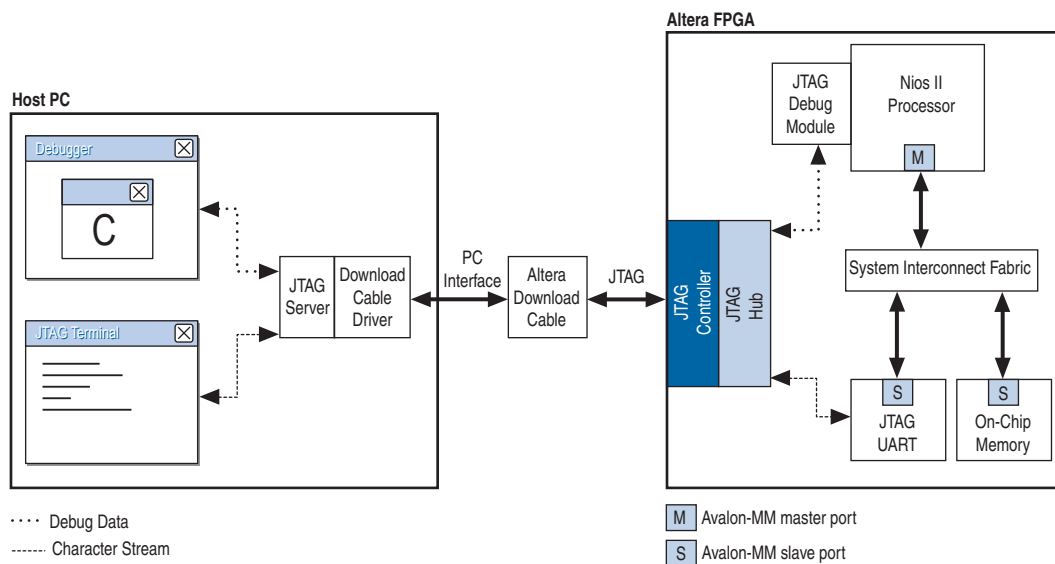 Altera FPGA
Host PC
Debugger
C
JTAG Terminal
JTAG
Server
Download
Cable
Driver
PC
Interface
Altera
Download
Cable
JTAG
JTAG
Controller
JTAG
Hub
JTAG
Debug
Module
Nios II
Processor
M
System Interconnect Fabric
S
JTAG
UART
S
On-Chip
Memory
Debug Data
Character Stream
M Avalon-MM master port
S Avalon-MM slave port